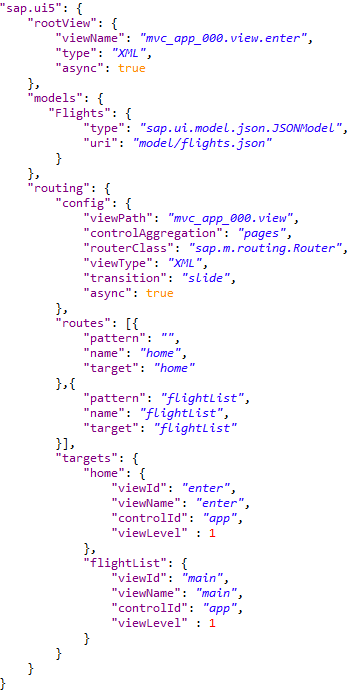 "sap.ui5": {
"rootView": {
"viewName": "mvc_app_000.view.enter",
"type": "XML",
"async": true
},
"models": {
"Flights": {
"type": "sap.ui.model.json.JSONModel",
"uri": "model/flights.json"
}
},
"routing": {
"config": {
"viewPath": "mvc_app_000.view",
"controlAggregation": "pages",
"routerClass": "sap.m.routing.Router",
"viewType": "XML",
"transition": "slide",
"async": true
},
"routes": [{
"pattern": "",
"name": "home",
"target": "home"
},{
"pattern": "flightList",
"name": "flightList",
"target": "flightList"
}],
"targets": {
"home": {
"viewId": "enter",
"viewName": "enter",
"controlId": "app",
"viewLevel" : 1
},
"flightList": {
"viewId": "main",
"viewName": "main",
"controlId": "app",
"viewLevel" : 1
}
}
}
}